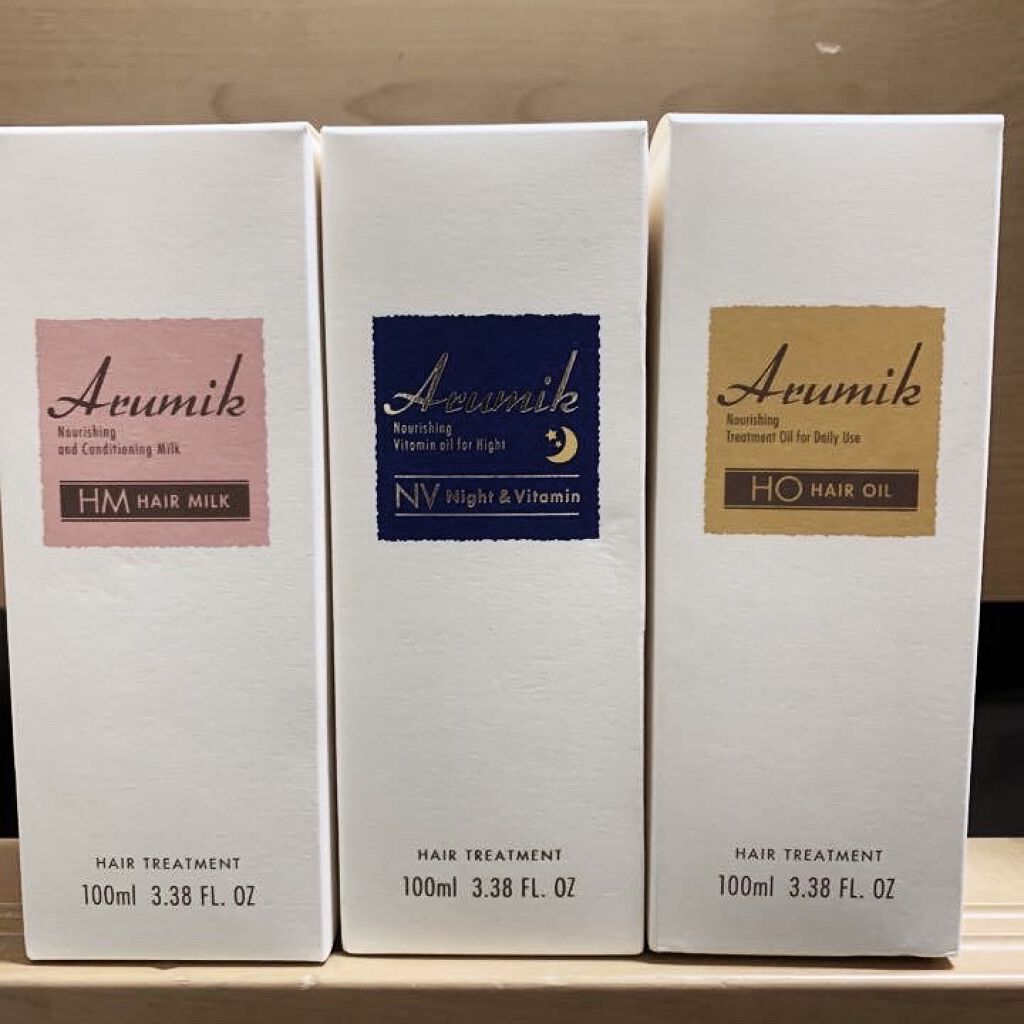 Arumik
Nourishing
and Conditioning Milk
HM HAIR MILK
HAIR TREATMENT
100ml 3.38 FL. OZ
Arumik
Nourishing
Vitamin oil for Night
NV Night & Vitamin
HAIR TREATMENT
100ml 3.38 FL. OZ
Arumik
Nourishing
Treatment Oil for Daily Use
HO HAIR OIL
HAIR TREATMENT
100ml 3.38 FL. OZ